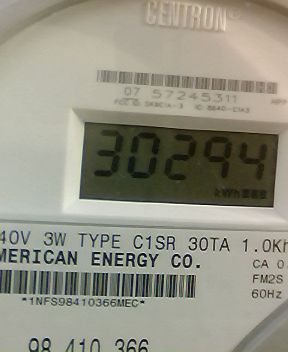 CENTRON®
07 57245311
30294
kWh
40V 3W TYPE C1SR 30TA 1.0Kh
MERICAN ENERGY CO.
CA 0.
FM2S
60Hz
*1NFS98410366MEC*
98 410 366